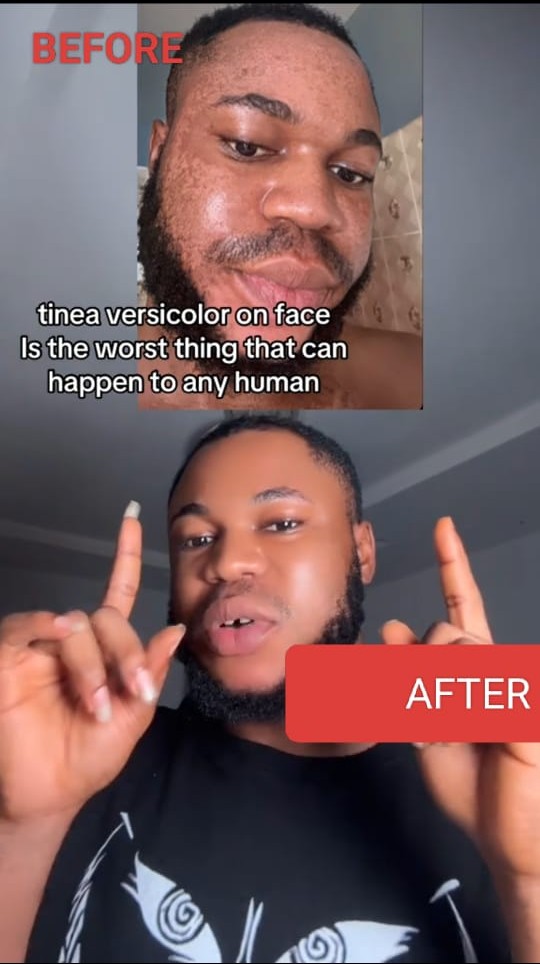 BEFORE
tinea versicolor on face
Is the worst thing that can
happen to any human
AFTER